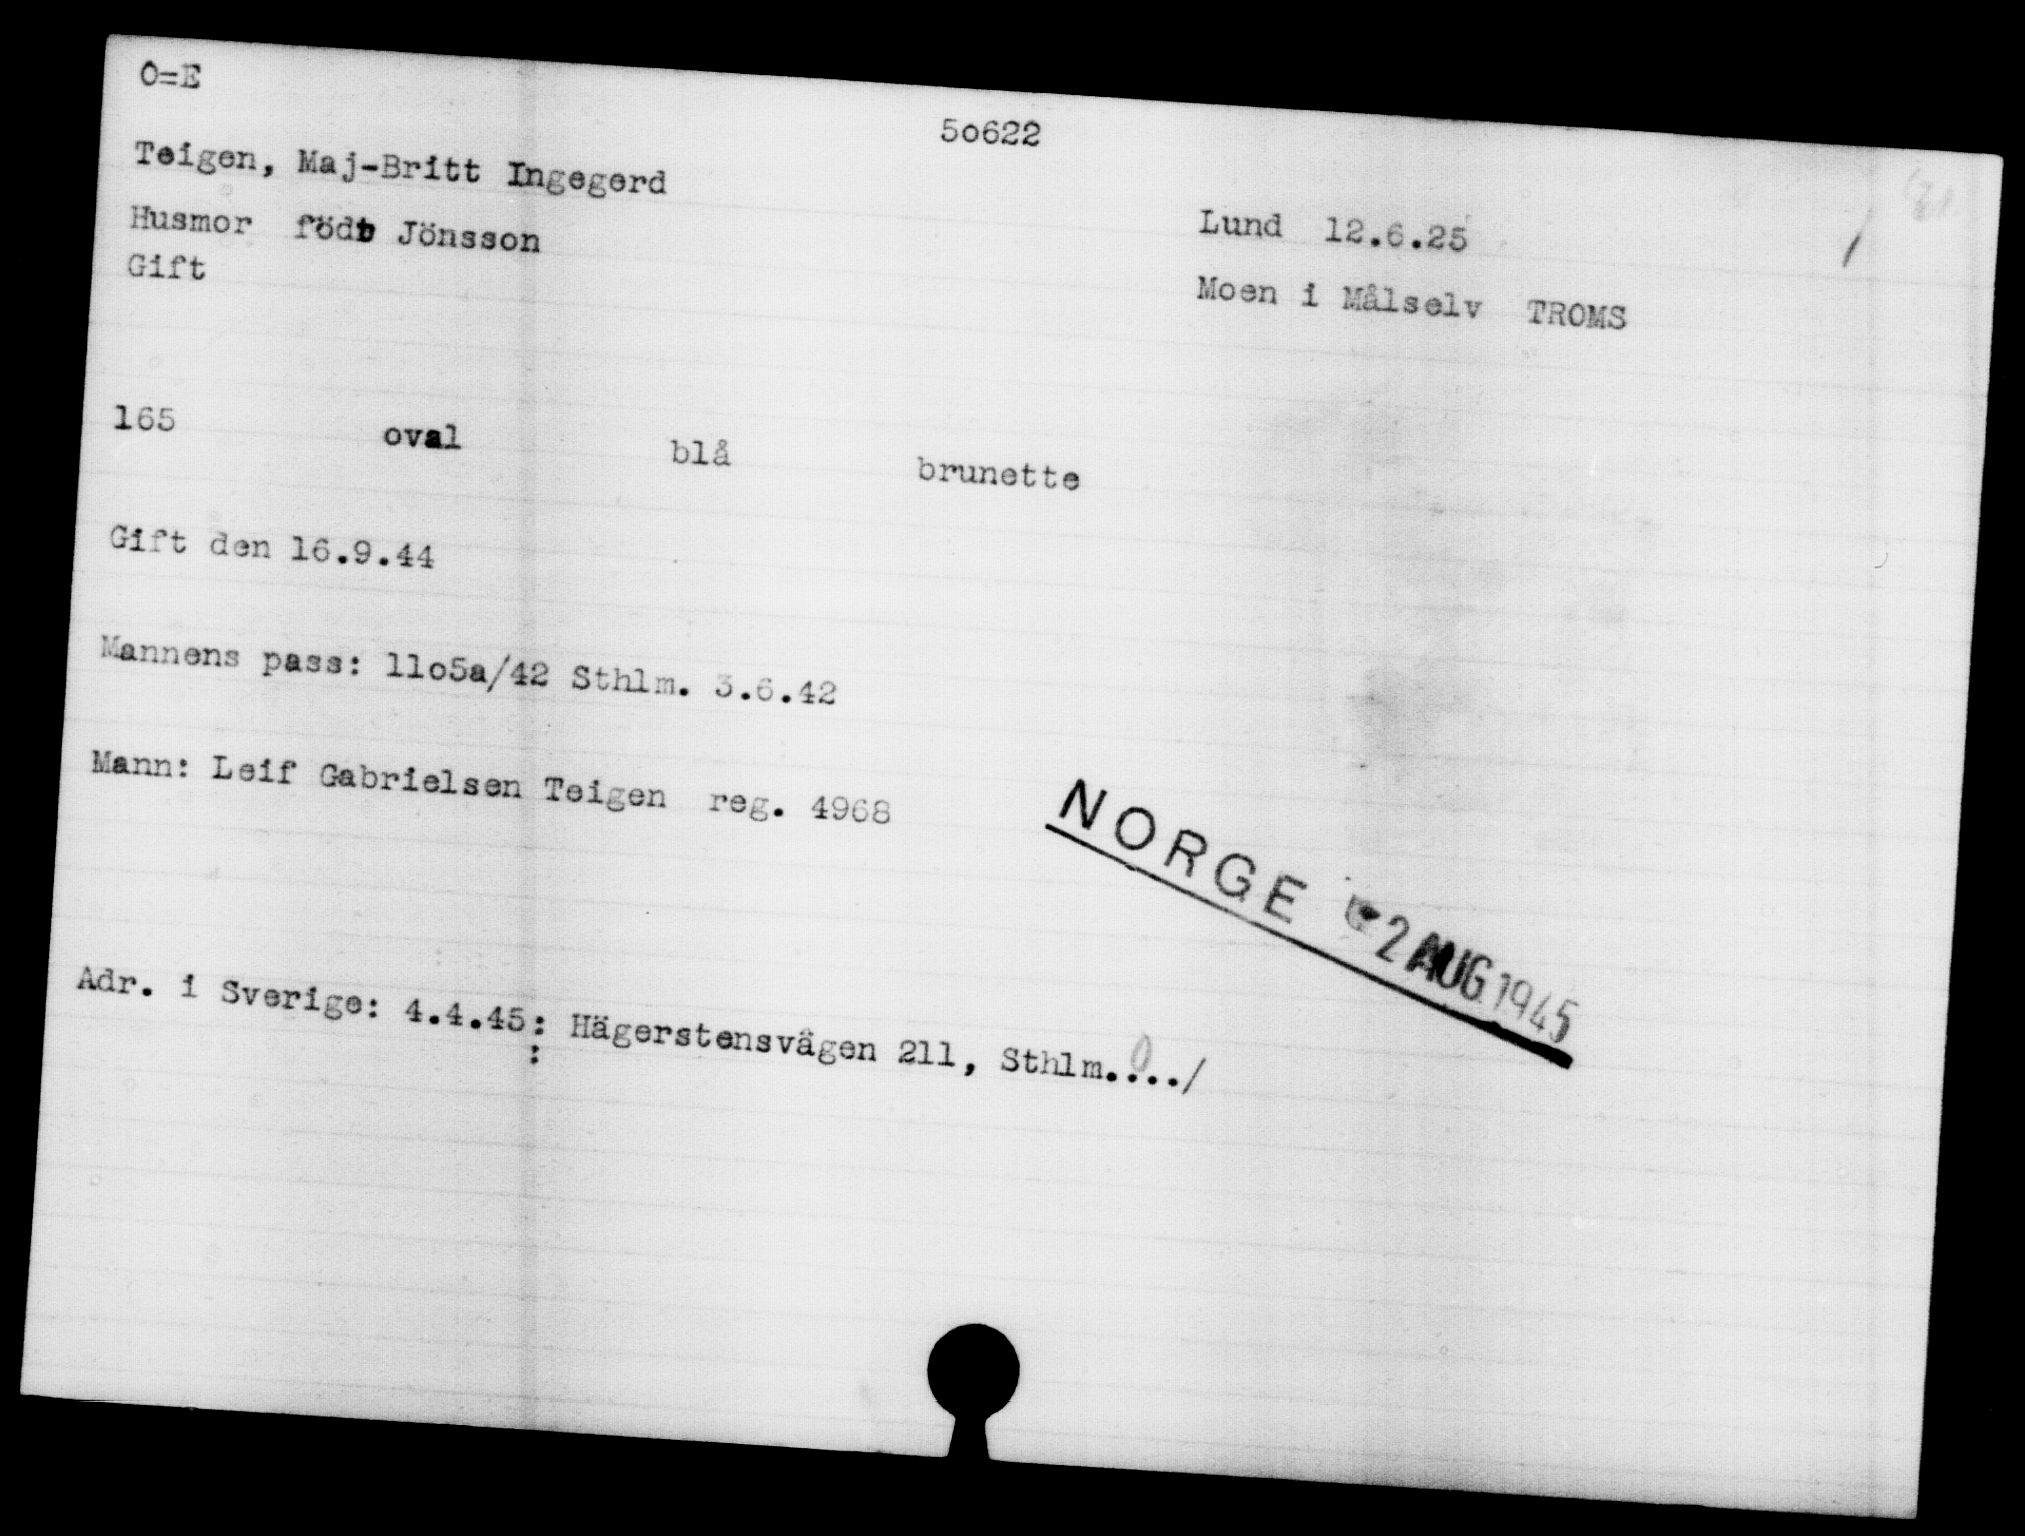 O=E
5o622
Teigen, Maj-Britt Ingegerd
Husmor födt Jönsson
Lund 12.6.25
Gift
Moen i Målselv TROMS
165 oval blå brunette
Gift den 16.9.44
Mannens pass: 11o5a/42 Sthlm. 3.6.42
Mann: Leif Gabrielsen Teigen reg. 4968
NORGE -2 AUG 1945
Adr. i Sverige: 4.4.45: Hägerstensvägen 211, Sthlm..../
: